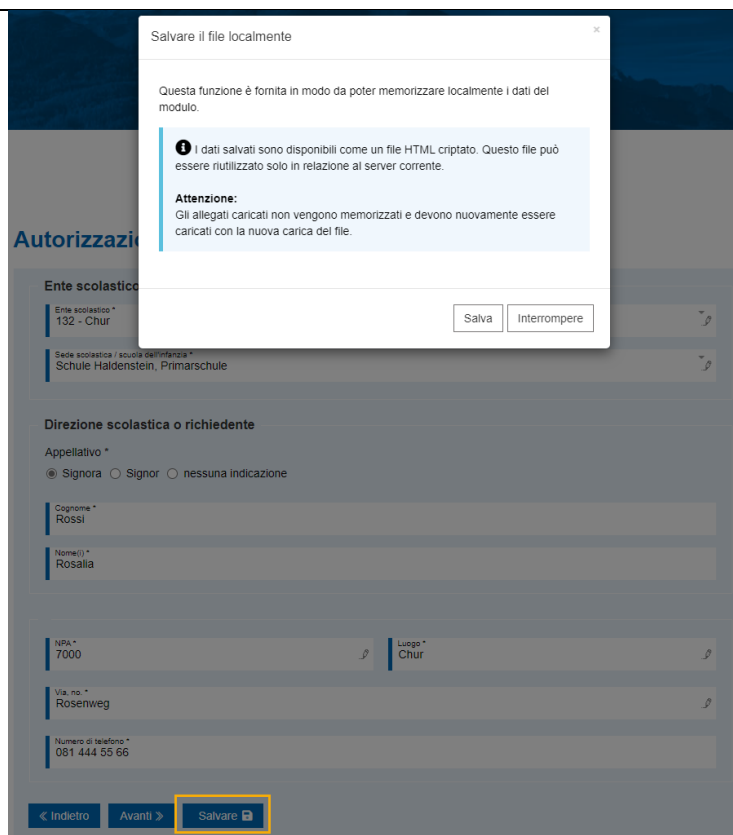 Salvare il file localmente
×
Questa funzione è fornita in modo da poter memorizzare localmente i dati del
modulo.
I dati salvati sono disponibili come un file HTML criptato. Questo file può
essere riutilizzato solo in relazione al server corrente.
Attenzione:
Gli allegati caricati non vengono memorizzati e devono nuovamente essere
caricati con la nuova carica del file.
Salva Interrompere
Autorizzazi
Ente scolastico
Ente scolastico *
132 - Chur
Sede scolastica / scuola dell'infanzia *
Schule Haldenstein, Primarschule
Direzione scolastica o richiedente
Appellativo *
Signora Signor nessuna indicazione
Cognome *
Rossi
Nome(i) *
Rosalia
NPA * Luogo *
7000 Chur
Via, no. *
Rosenweg
Numero di telefono *
081 444 55 66
« Indietro Avanti » Salvare